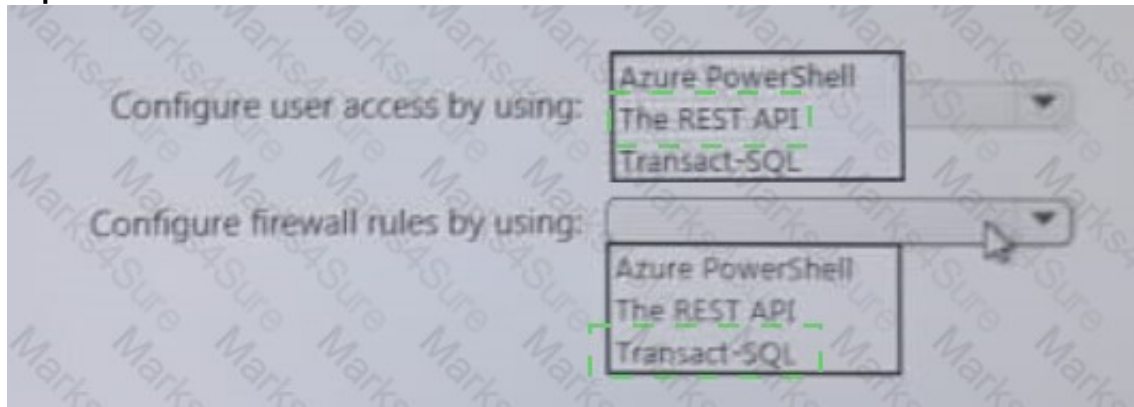 Configure user access by using:
Azure PowerShell
The REST API
Transact-SQL
Configure firewall rules by using:
Azure PowerShell
The REST API
Transact-SQL
Marks4Sure